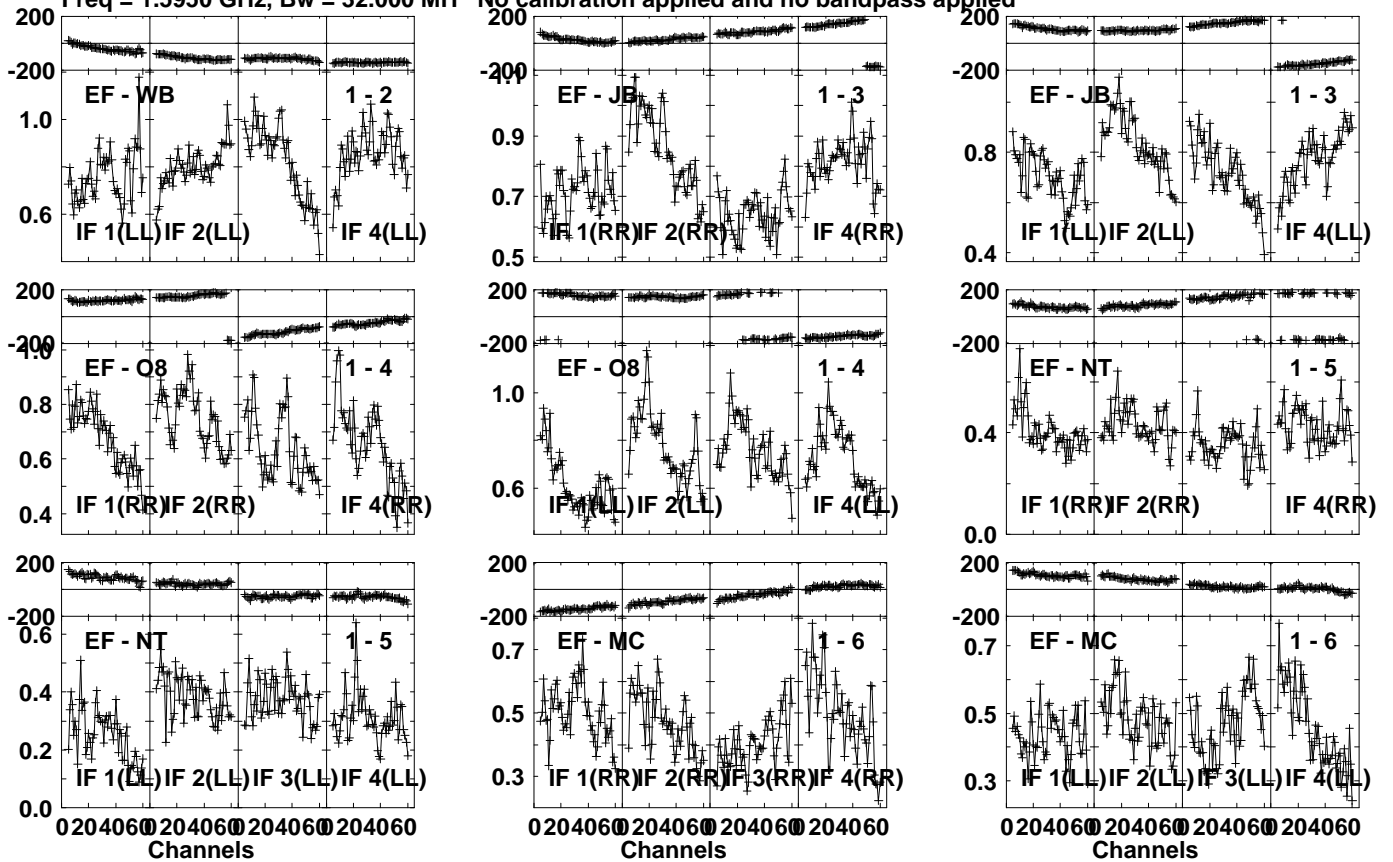 Freq = 1.5950 GHz, Bw = 32.000 MH No calibration applied and no bandpass applied
200
-200
EF - WB 1 - 2
1.0
0.6
IF 1(LL) IF 2(LL) IF 4(LL)
200
-200
1.1
EF - JB 1 - 3
0.9
0.7
0.5
IF 1(RR) IF 2(RR) IF 4(RR)
200
-200
EF - JB 1 - 3
0.8
0.4
IF 1(LL) IF 2(LL) IF 4(LL)
200
-200
1.0
EF - O8 1 - 4
0.8
0.6
0.4
IF 1(RR) IF 2(RR) IF 4(RR)
200
-200
EF - O8 1 - 4
1.0
0.6
IF 1(LL) IF 2(LL) IF 4(LL)
200
-200
EF - NT 1 - 5
0.4
0.0
IF 1(RR) IF 2(RR) IF 4(RR)
200
-200
0.6
EF - NT 1 - 5
0.4
0.2
0.0
IF 1(LL) IF 2(LL) IF 3(LL) IF 4(LL)
0 20 40 60 0 20 40 60 0 20 40 60 0 20 40 60
Channels
200
-200
0.7
EF - MC 1 - 6
0.5
0.3
IF 1(RR) IF 2(RR) IF 3(RR) IF 4(RR)
0 20 40 60 0 20 40 60 0 20 40 60 0 20 40 60
Channels
200
-200
0.7
EF - MC 1 - 6
0.5
0.3
IF 1(LL) IF 2(LL) IF 3(LL) IF 4(LL)
0 20 40 60 0 20 40 60 0 20 40 60 0 20 40 60
Channels